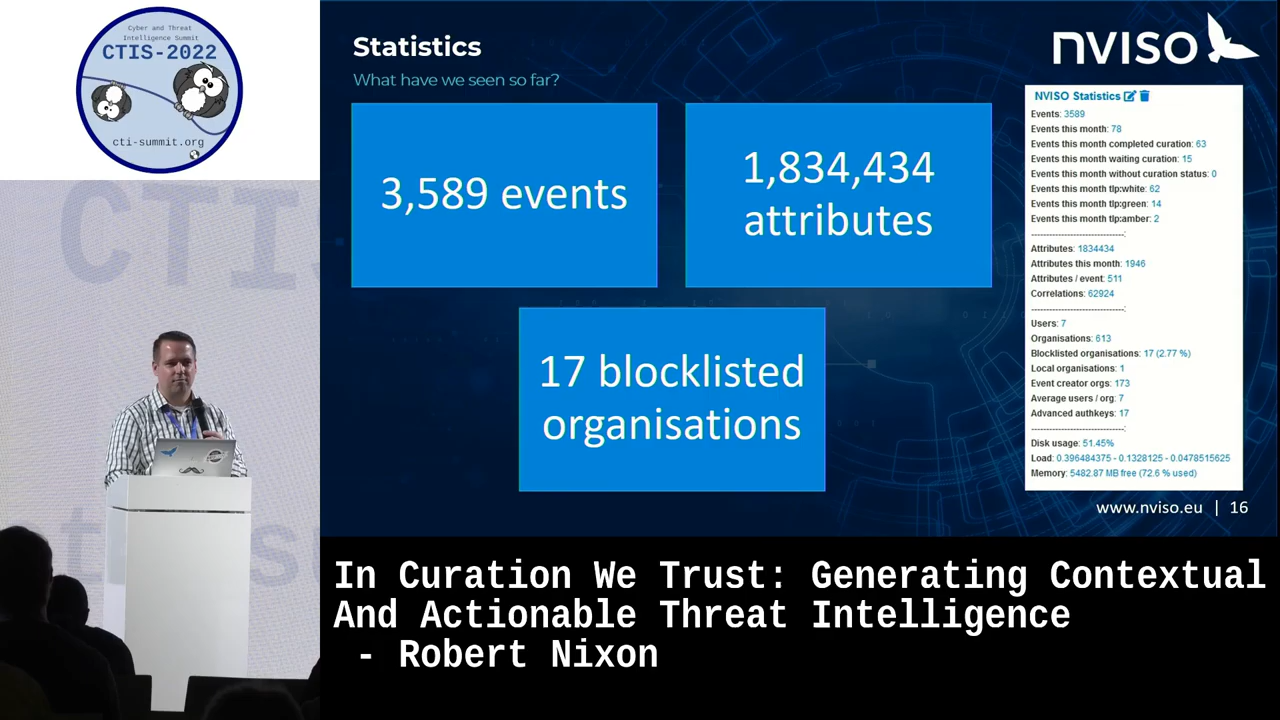 Cyber and Threat
Intelligence Summit
CTIS-2022
cti-summit.org
CTIS
Statistics
What have we seen so far?
nviso
3,589 events
1,834,434
attributes
17 blocklisted
organisations
NVISO Statistics
Events: 3589
Events this month: 78
Events this month completed curation: 63
Events this month waiting curation: 15
Events this month without curation status: 0
Events this month tlp:white: 62
Events this month tlp:green: 14
Events this month tlp:amber: 2
------------------------------:
Attributes: 1834434
Attributes this month: 1946
Attributes / event: 511
Correlations: 62924
------------------------------:
Users: 7
Organisations: 613
Blocklisted organisations: 17 (2.77 %)
Local organisations: 1
Event creator orgs: 173
Average users / org: 7
Advanced authkeys: 17
------------------------------:
Disk usage: 51.45%
Load: 0.396484375 - 0.1328125 - 0.0478515625
Memory: 5482.87 MB free (72.6 % used)
www.nviso.eu | 16
In Curation We Trust: Generating Contextual
And Actionable Threat Intelligence
- Robert Nixon